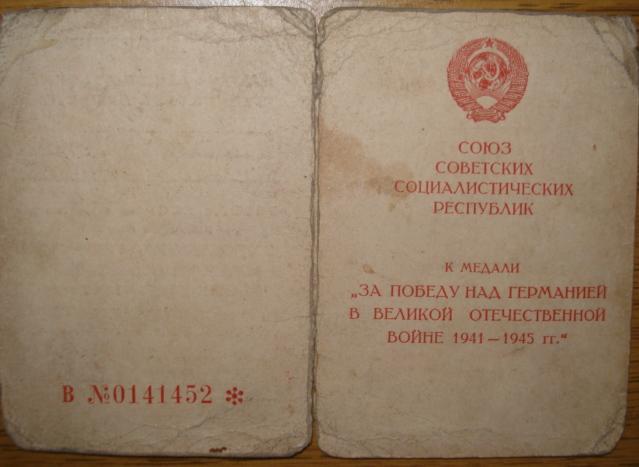 В №0141452 *
СОЮЗ
СОВЕТСКИХ
СОЦИАЛИСТИЧЕСКИХ
РЕСПУБЛИК
К МЕДАЛИ
„ЗА ПОБЕДУ НАД ГЕРМАНИЕЙ
В ВЕЛИКОЙ ОТЕЧЕСТВЕННОЙ
ВОЙНЕ 1941—1945 гг.“